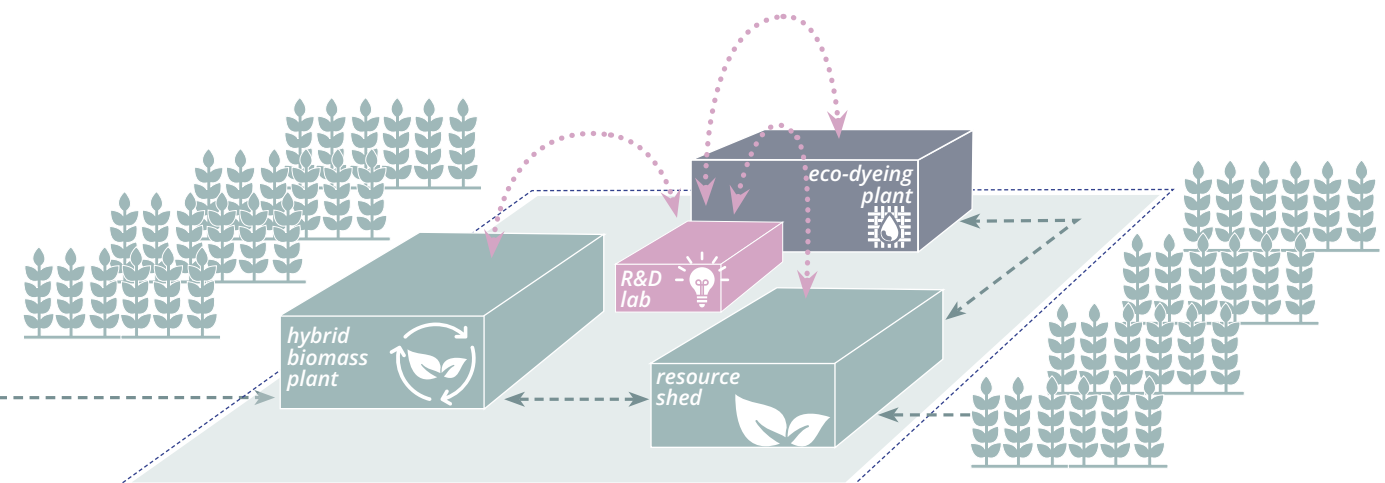 eco-dyeing
plant
R&D
lab
hybrid
biomass
plant
resource
shed